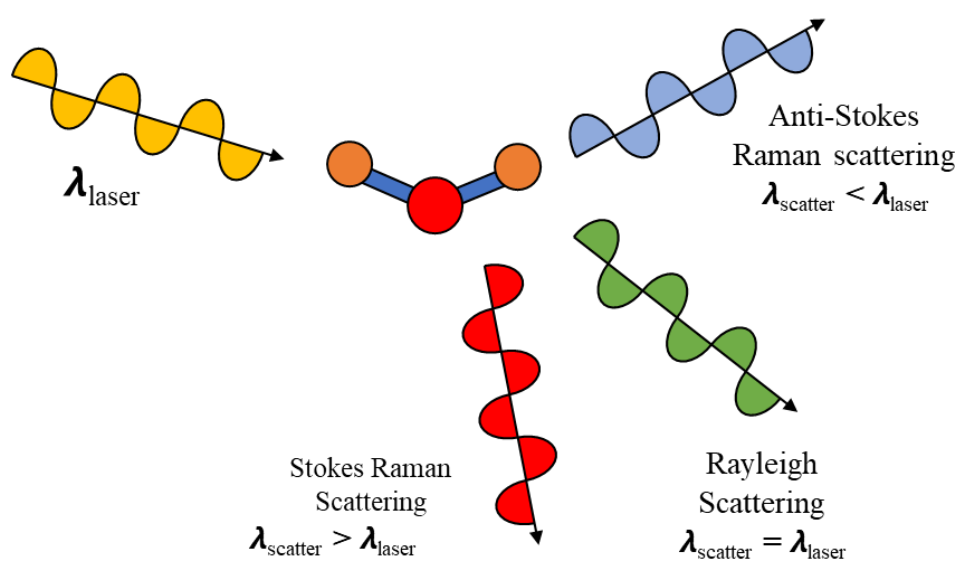 λlaser
Anti-Stokes
Raman scattering
λscatter < λlaser
Stokes Raman
Scattering
λscatter > λlaser
Rayleigh
Scattering
λscatter = λlaser